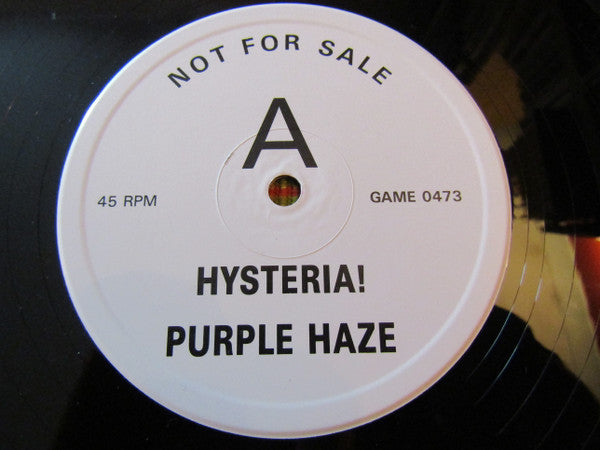 NOT FOR SALE
A
45 RPM
GAME 0473
HYSTERIA!
PURPLE HAZE